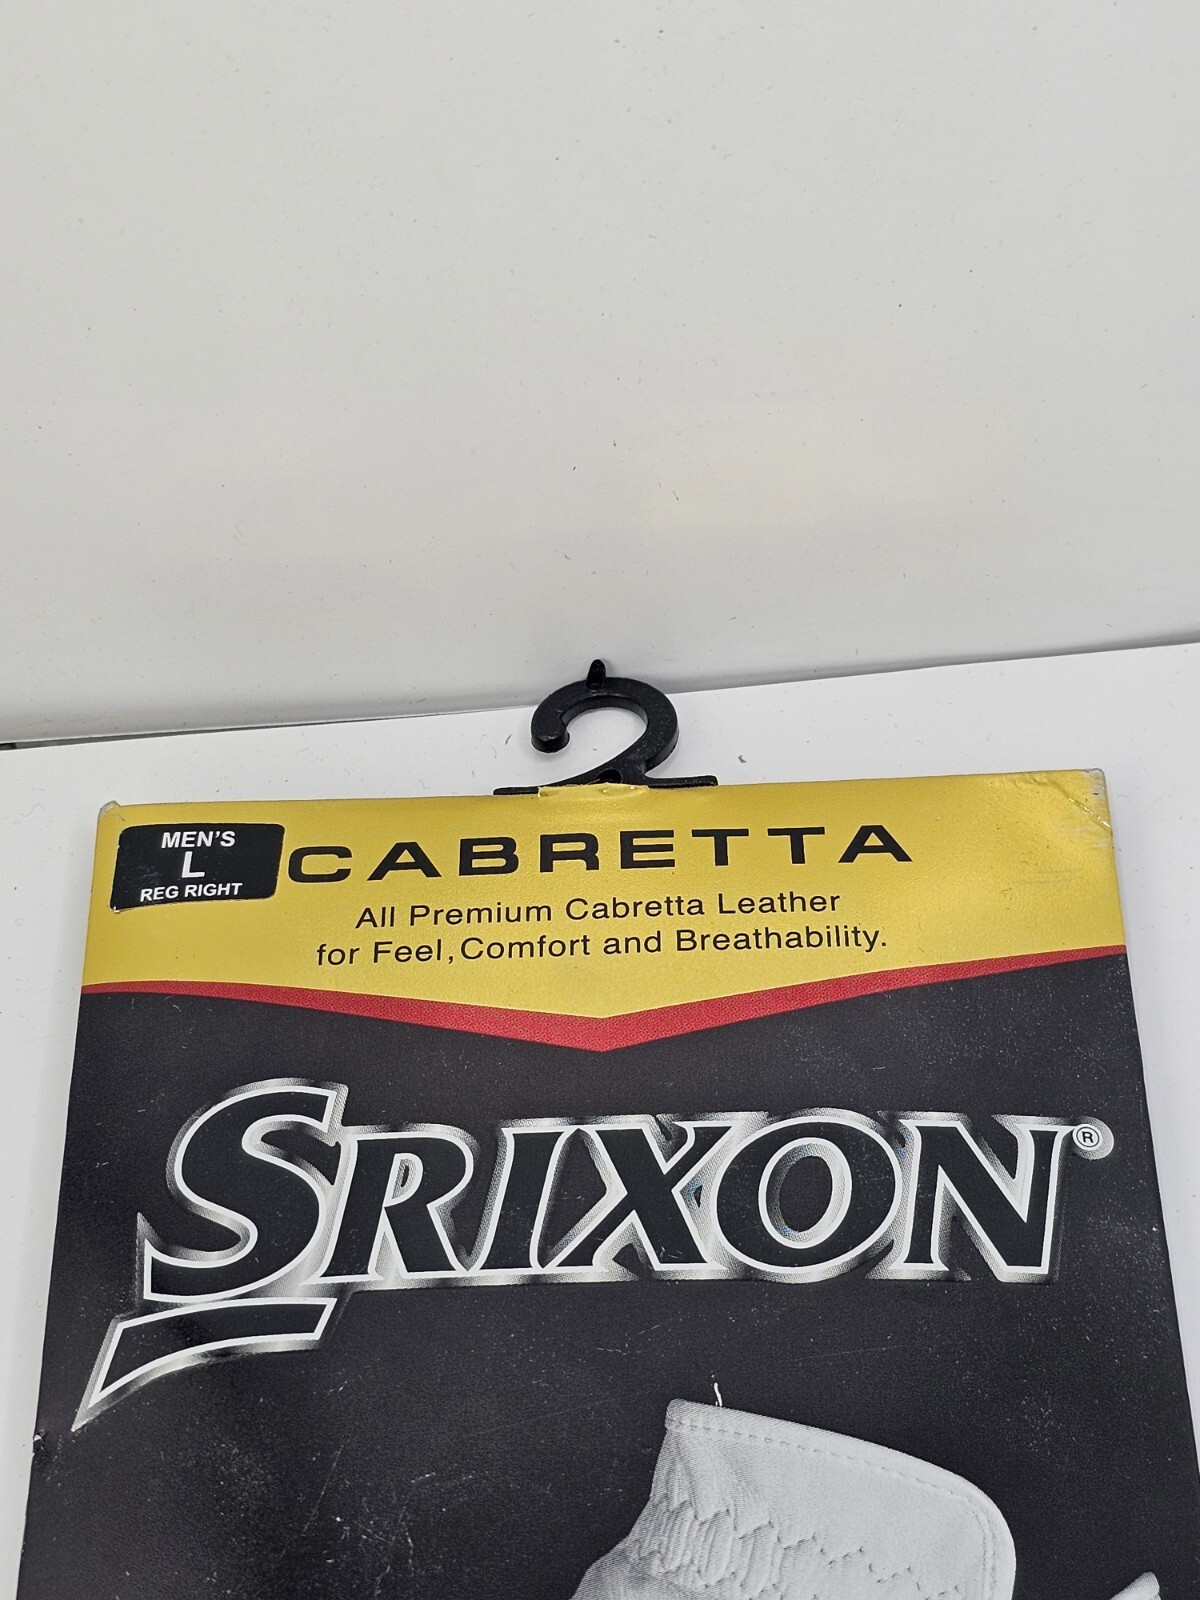 MEN'S
L
REG RIGHT
CABRETTA
All Premium Cabretta Leather
for Feel, Comfort and Breathability.
SRIXON®